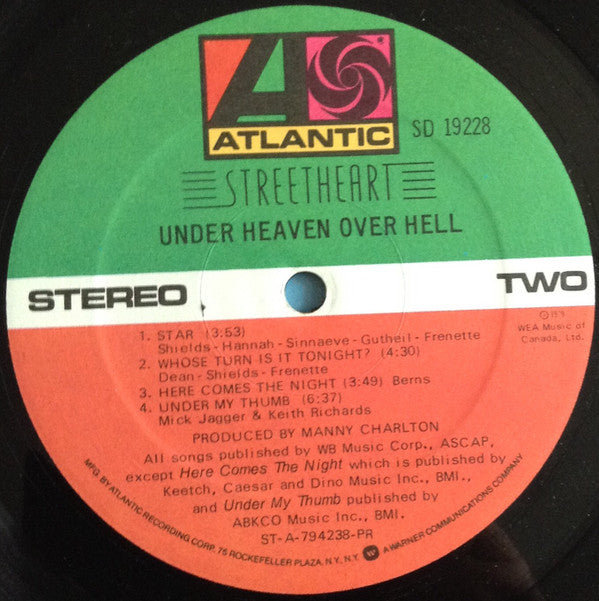 ATLANTIC
SD 19228
STREETHEART
UNDER HEAVEN OVER HELL
STEREO
TWO
℗ 1979
WEA Music of
Canada, Ltd.
1. STAR (3:53)
Shields-Hannah-Sinnaeve-Gutheil-Frenette
2. WHOSE TURN IS IT TONIGHT? (4:30)
Dean-Shields-Frenette
3. HERE COMES THE NIGHT (3:49) Berns
4. UNDER MY THUMB (6:37)
Mick Jagger & Keith Richards
PRODUCED BY MANNY CHARLTON
All songs published by WB Music Corp., ASCAP,
except Here Comes The Night which is published by
Keetch, Caesar and Dino Music Inc., BMI.,
and Under My Thumb published by
ABKCO Music Inc., BMI.
ST-A-794238-PR
MFG. BY ATLANTIC RECORDING CORP. 75 ROCKEFELLER PLAZA, N.Y. N.Y. W A WARNER COMMUNICATIONS COMPANY